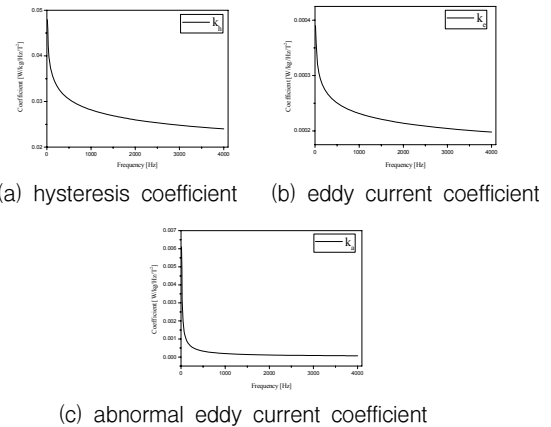 0.05
k_h
0.04
0.03
0.02
Coefficient [W/kg/Hz/T²]
0 1000 2000 3000 4000
Frequency [Hz]
0.0004
k_e
0.0003
0.0002
Coefficient [W/kg/Hz/T²]
0 1000 2000 3000 4000
Frequency [Hz]
(a) hysteresis coefficient (b) eddy current coefficient
0.007
k_a
0.006
0.005
0.004
0.003
0.002
0.001
0.000
Coefficient [W/kg/Hz/T²]
0 1000 2000 3000 4000
Frequency [Hz]
(c) abnormal eddy current coefficient